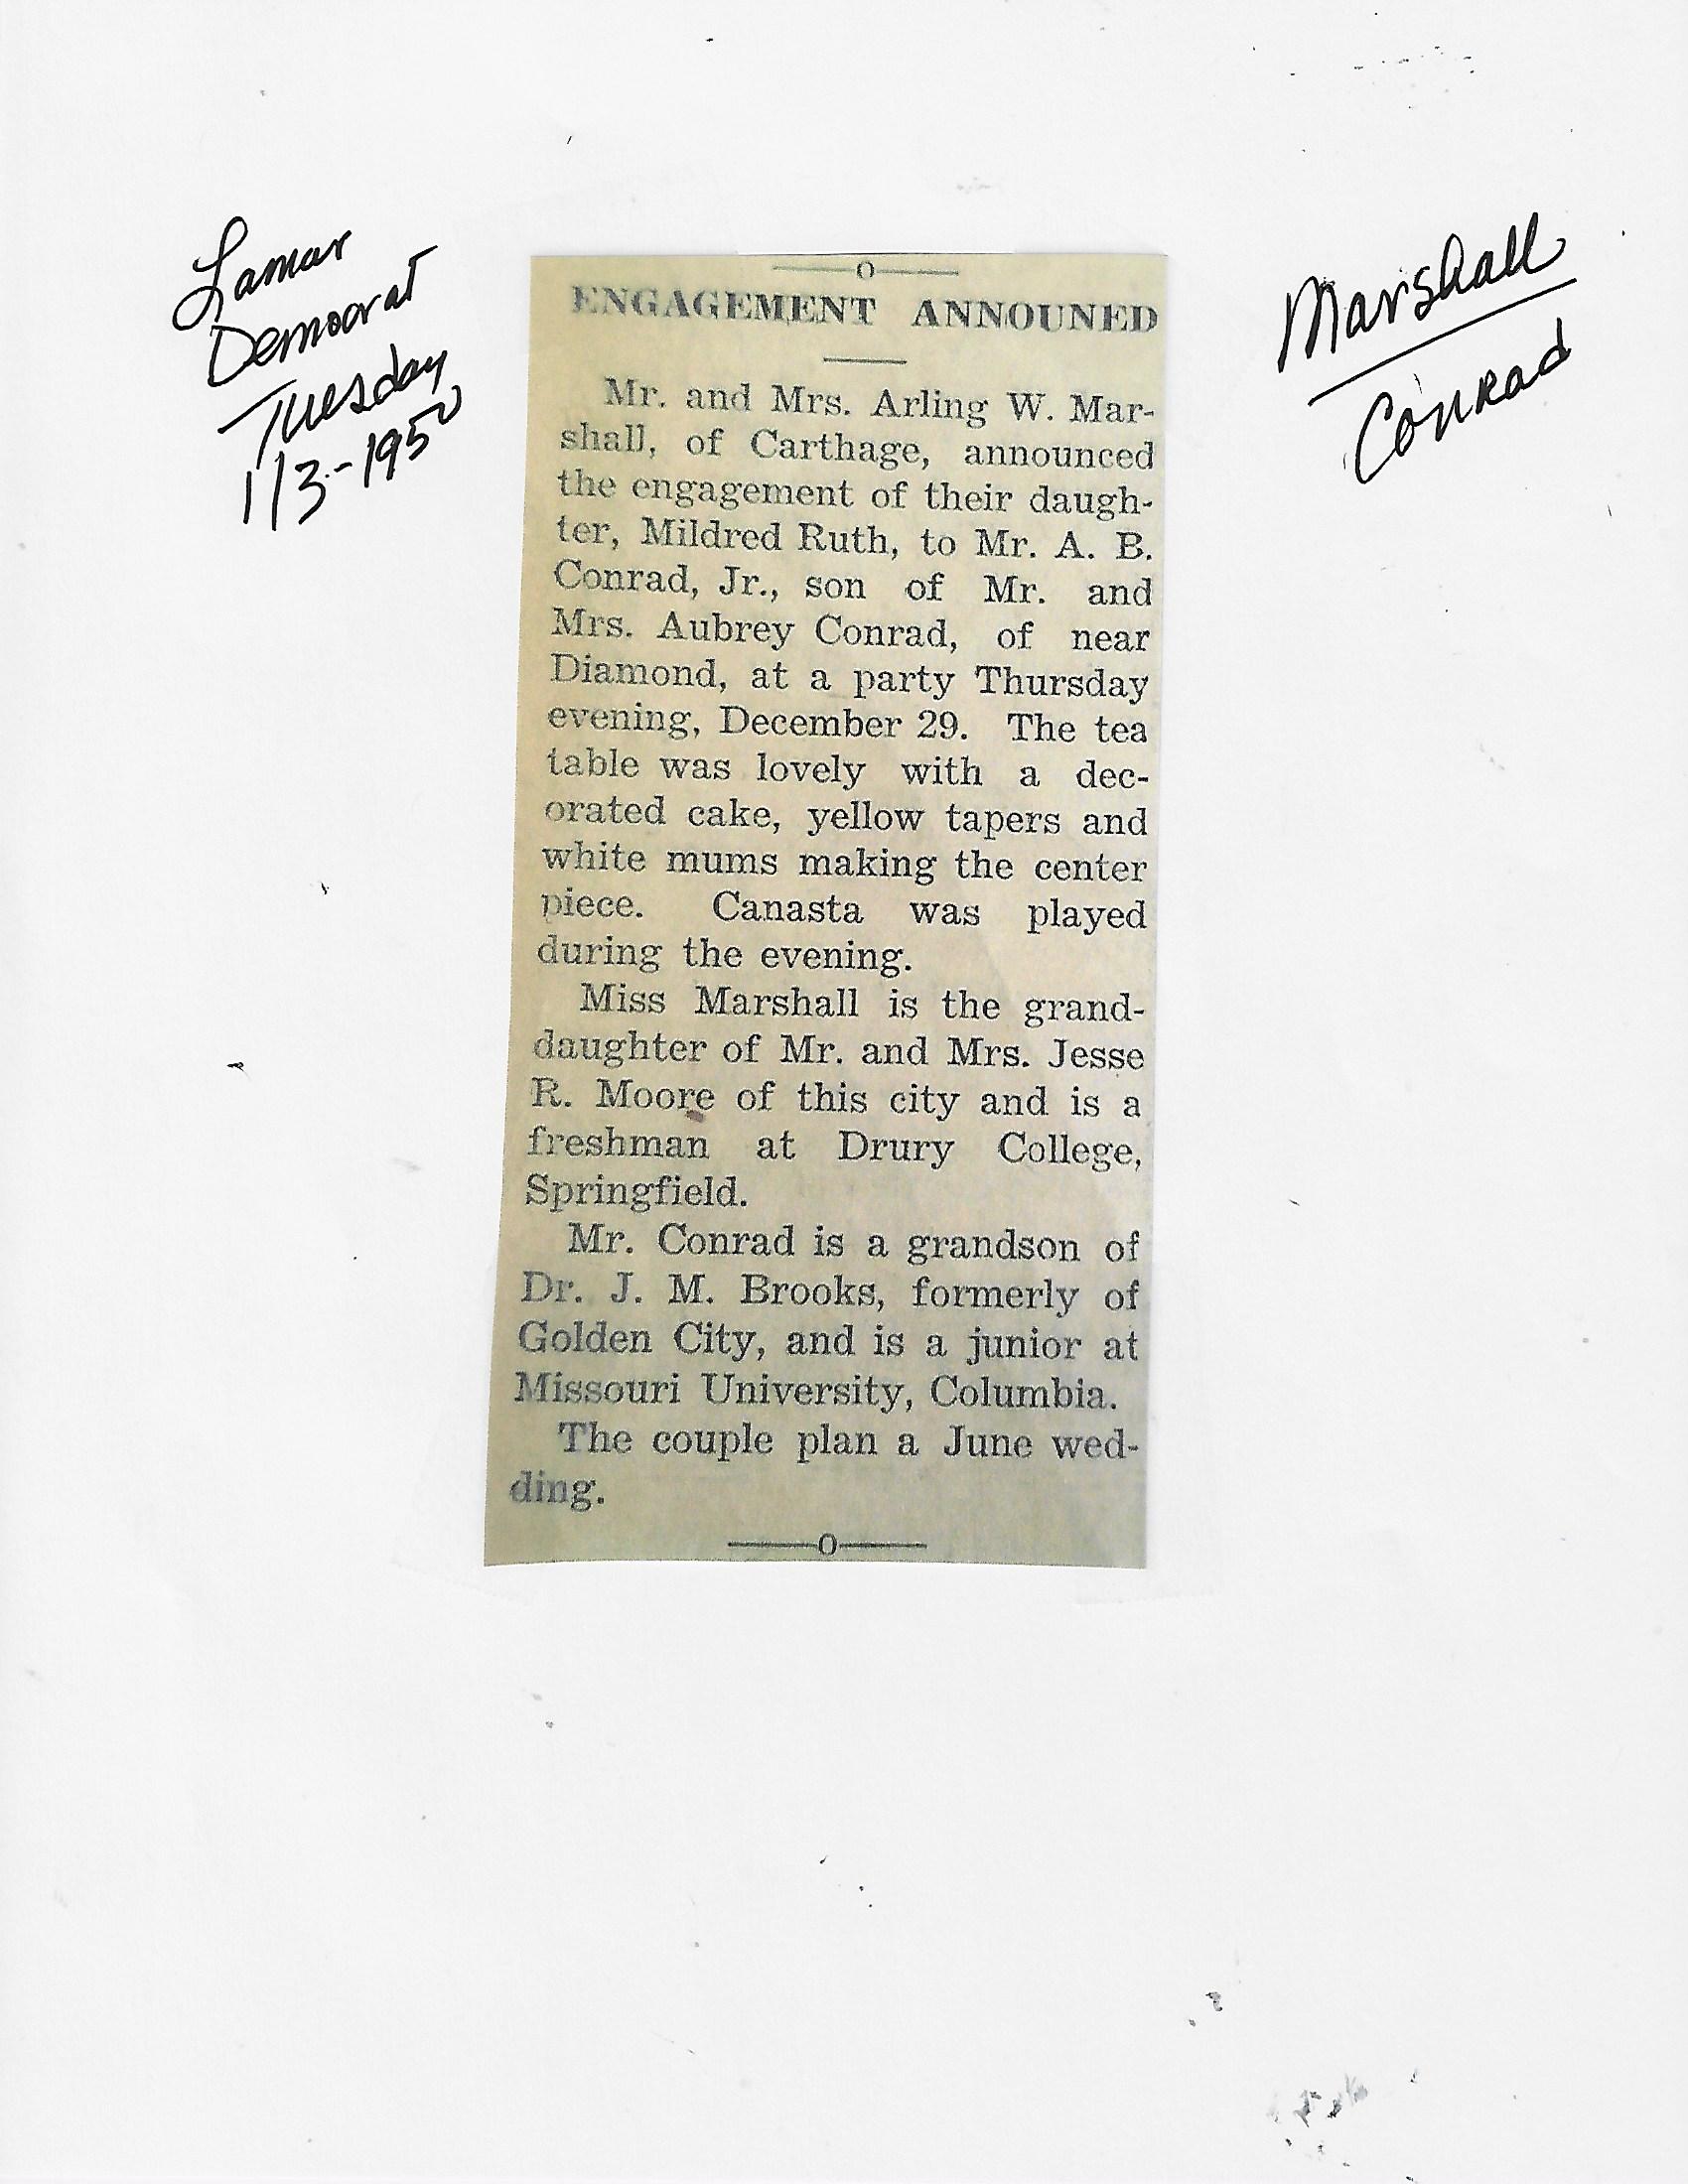 Lamar
Democrat
Tuesday
1/3-1950
Marshall
Conrad
ENGAGEMENT ANNOUNED
Mr. and Mrs. Arling W. Mar-
shall, of Carthage, announced
the engagement of their daugh-
ter, Mildred Ruth, to Mr. A. B.
Conrad, Jr., son of Mr. and
Mrs. Aubrey Conrad, of near
Diamond, at a party Thursday
evening, December 29. The tea
table was lovely with a dec-
orated cake, yellow tapers and
white mums making the center
piece. Canasta was played
during the evening.
Miss Marshall is the grand-
daughter of Mr. and Mrs. Jesse
R. Moore of this city and is a
freshman at Drury College,
Springfield.
Mr. Conrad is a grandson of
Dr. J. M. Brooks, formerly of
Golden City, and is a junior at
Missouri University, Columbia.
The couple plan a June wed-
ding.